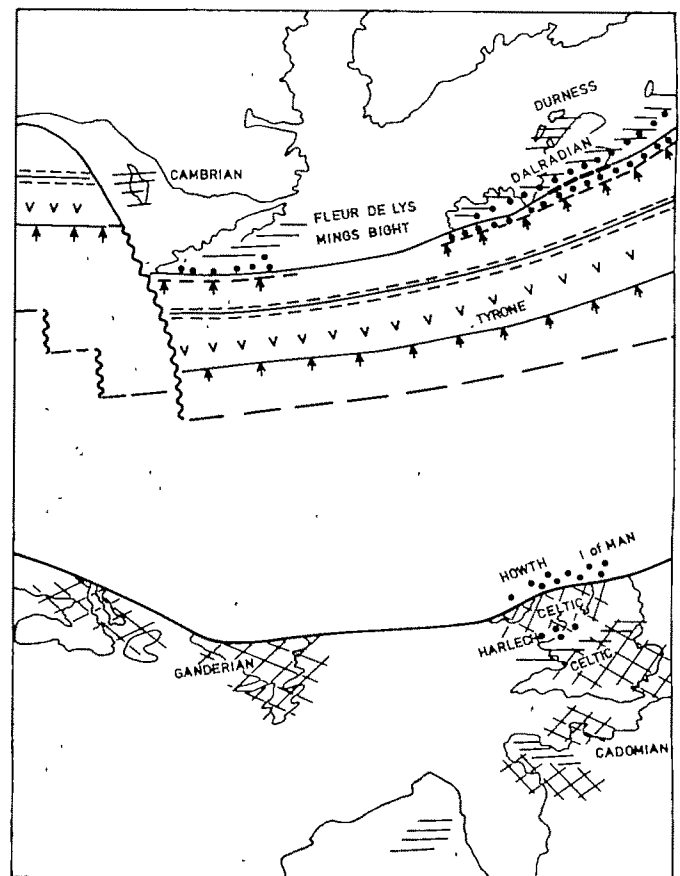 DURNESS
DALRADIAN
CAMBRIAN
FLEUR DE LYS
MINGS BIGHT
TYRONE
HOWTH
I of MAN
CELTIC
HARLECH
CELTIC
GANDERIAN
CADOMIAN